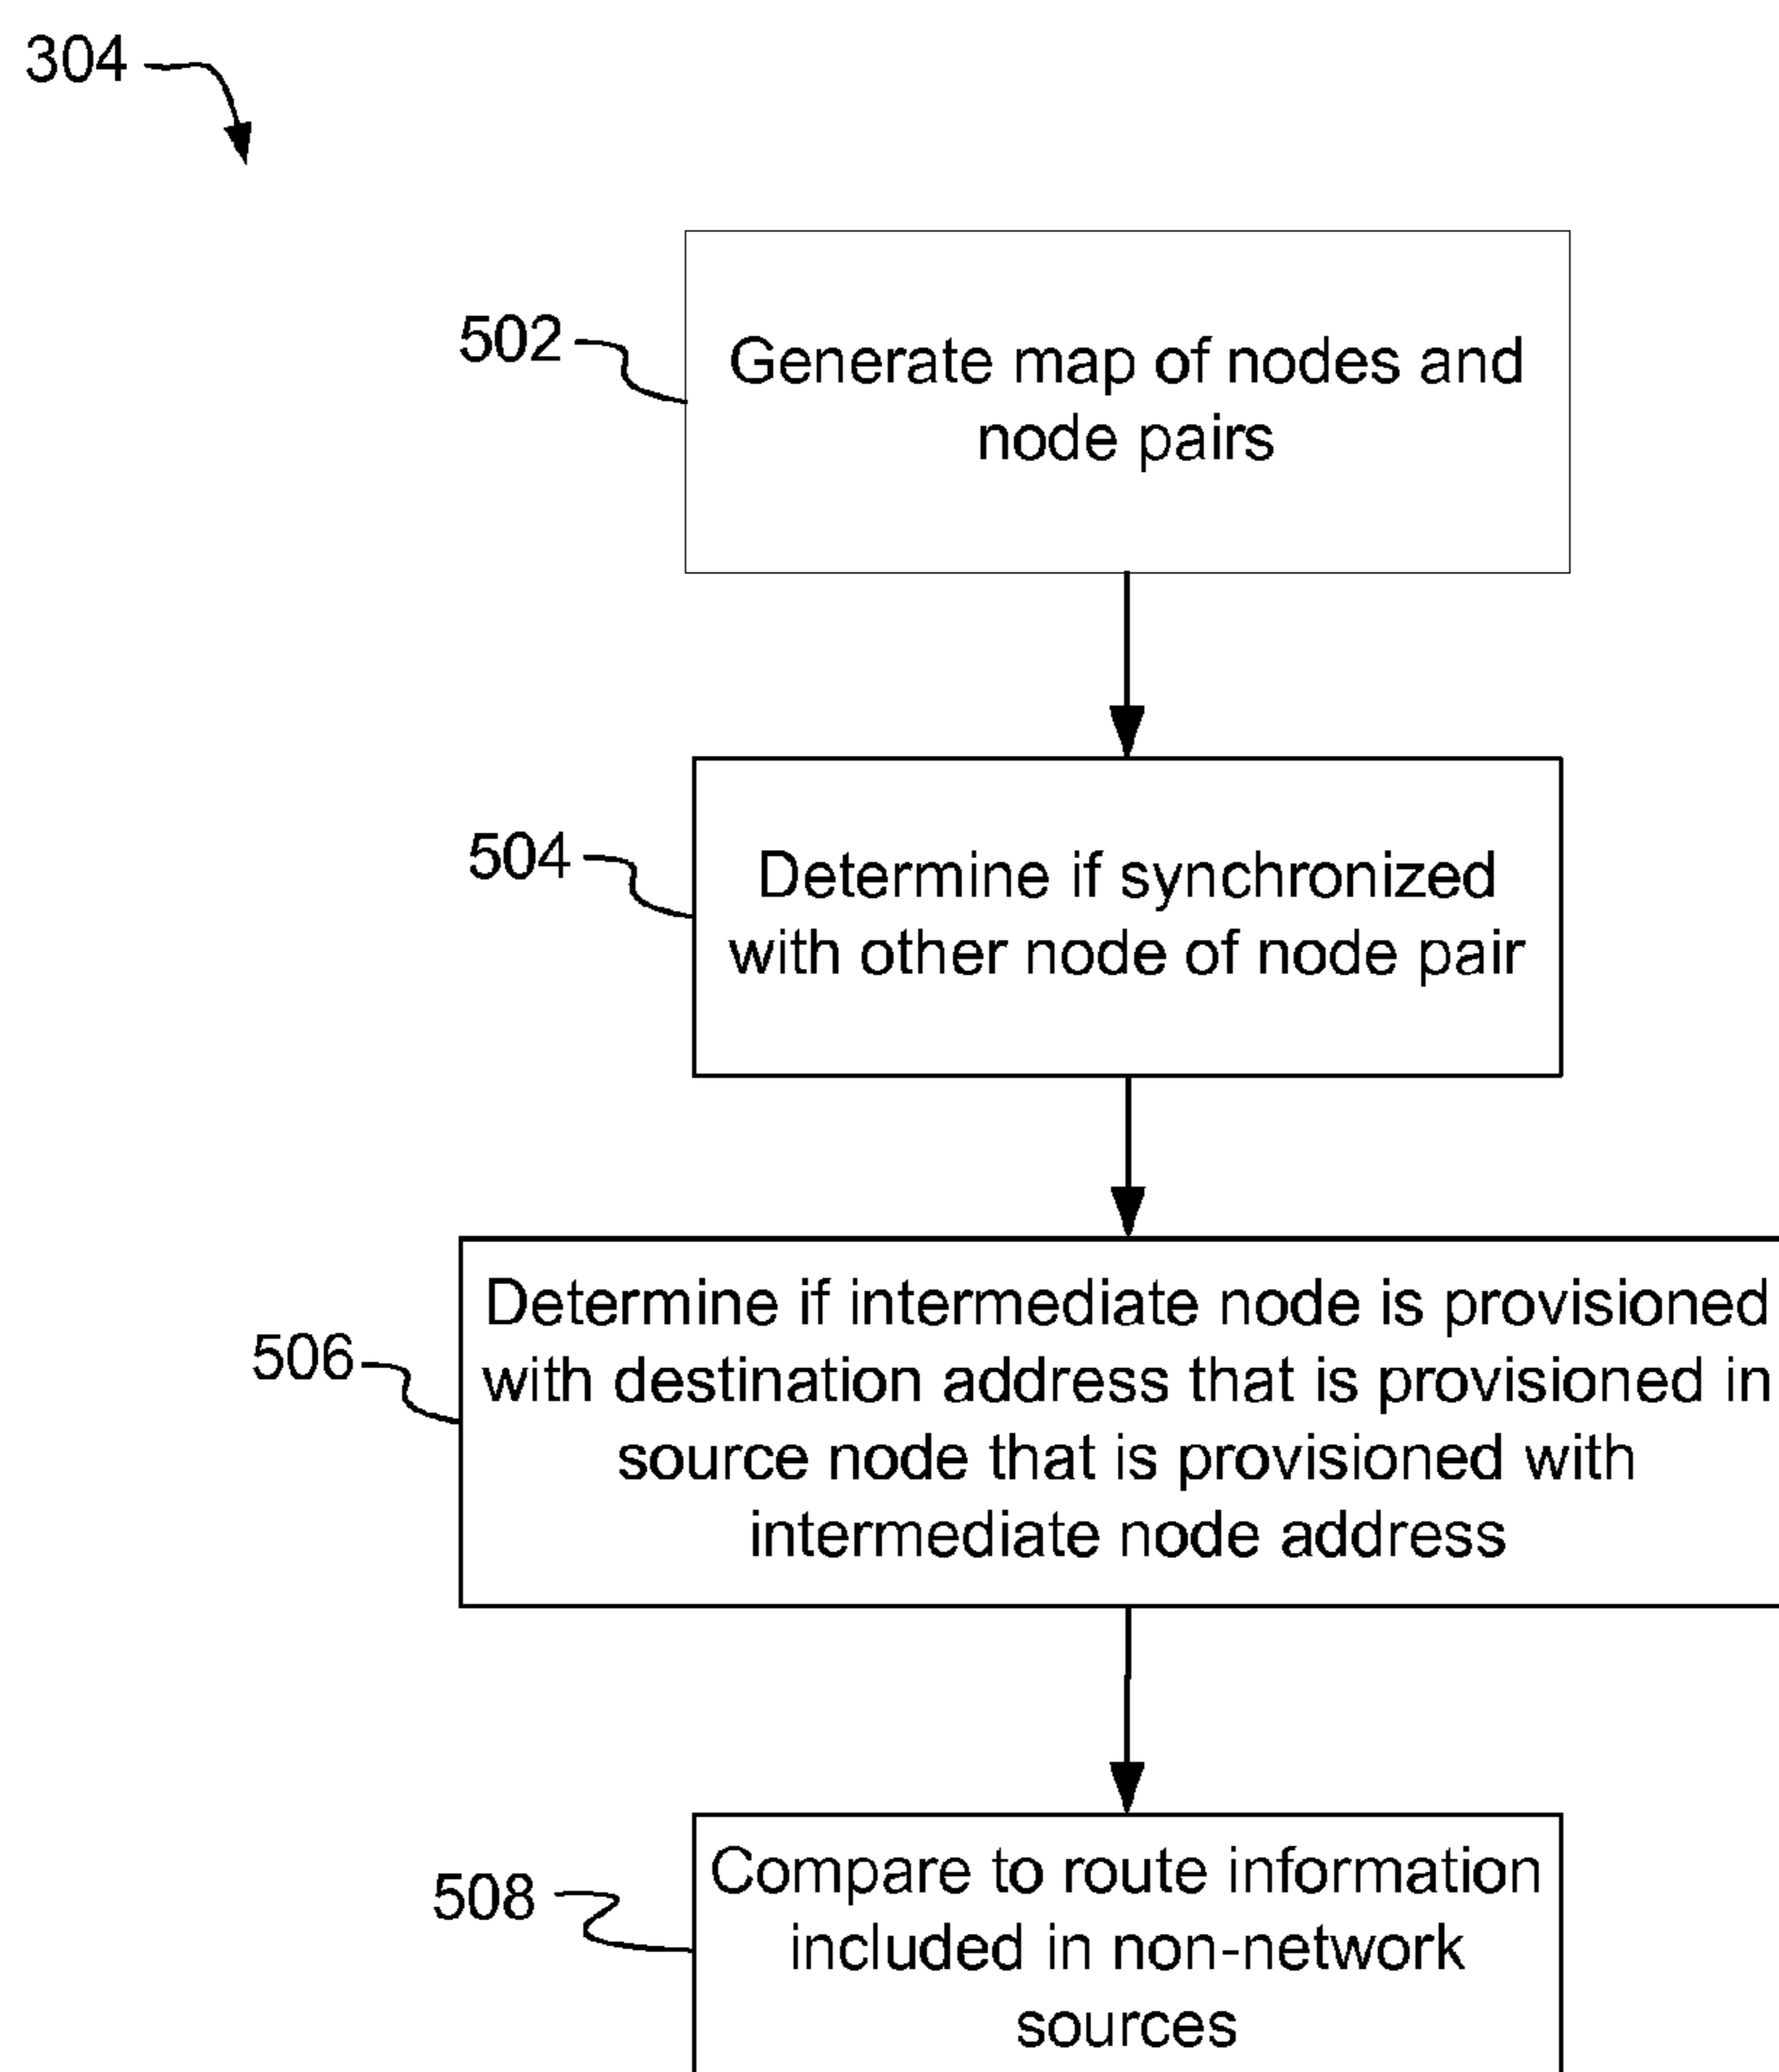 304
502
Generate map of nodes and
node pairs
504
Determine if synchronized
with other node of node pair
506
Determine if intermediate node is provisioned
with destination address that is provisioned in
source node that is provisioned with
intermediate node address
508
Compare to route information
included in non-network
sources